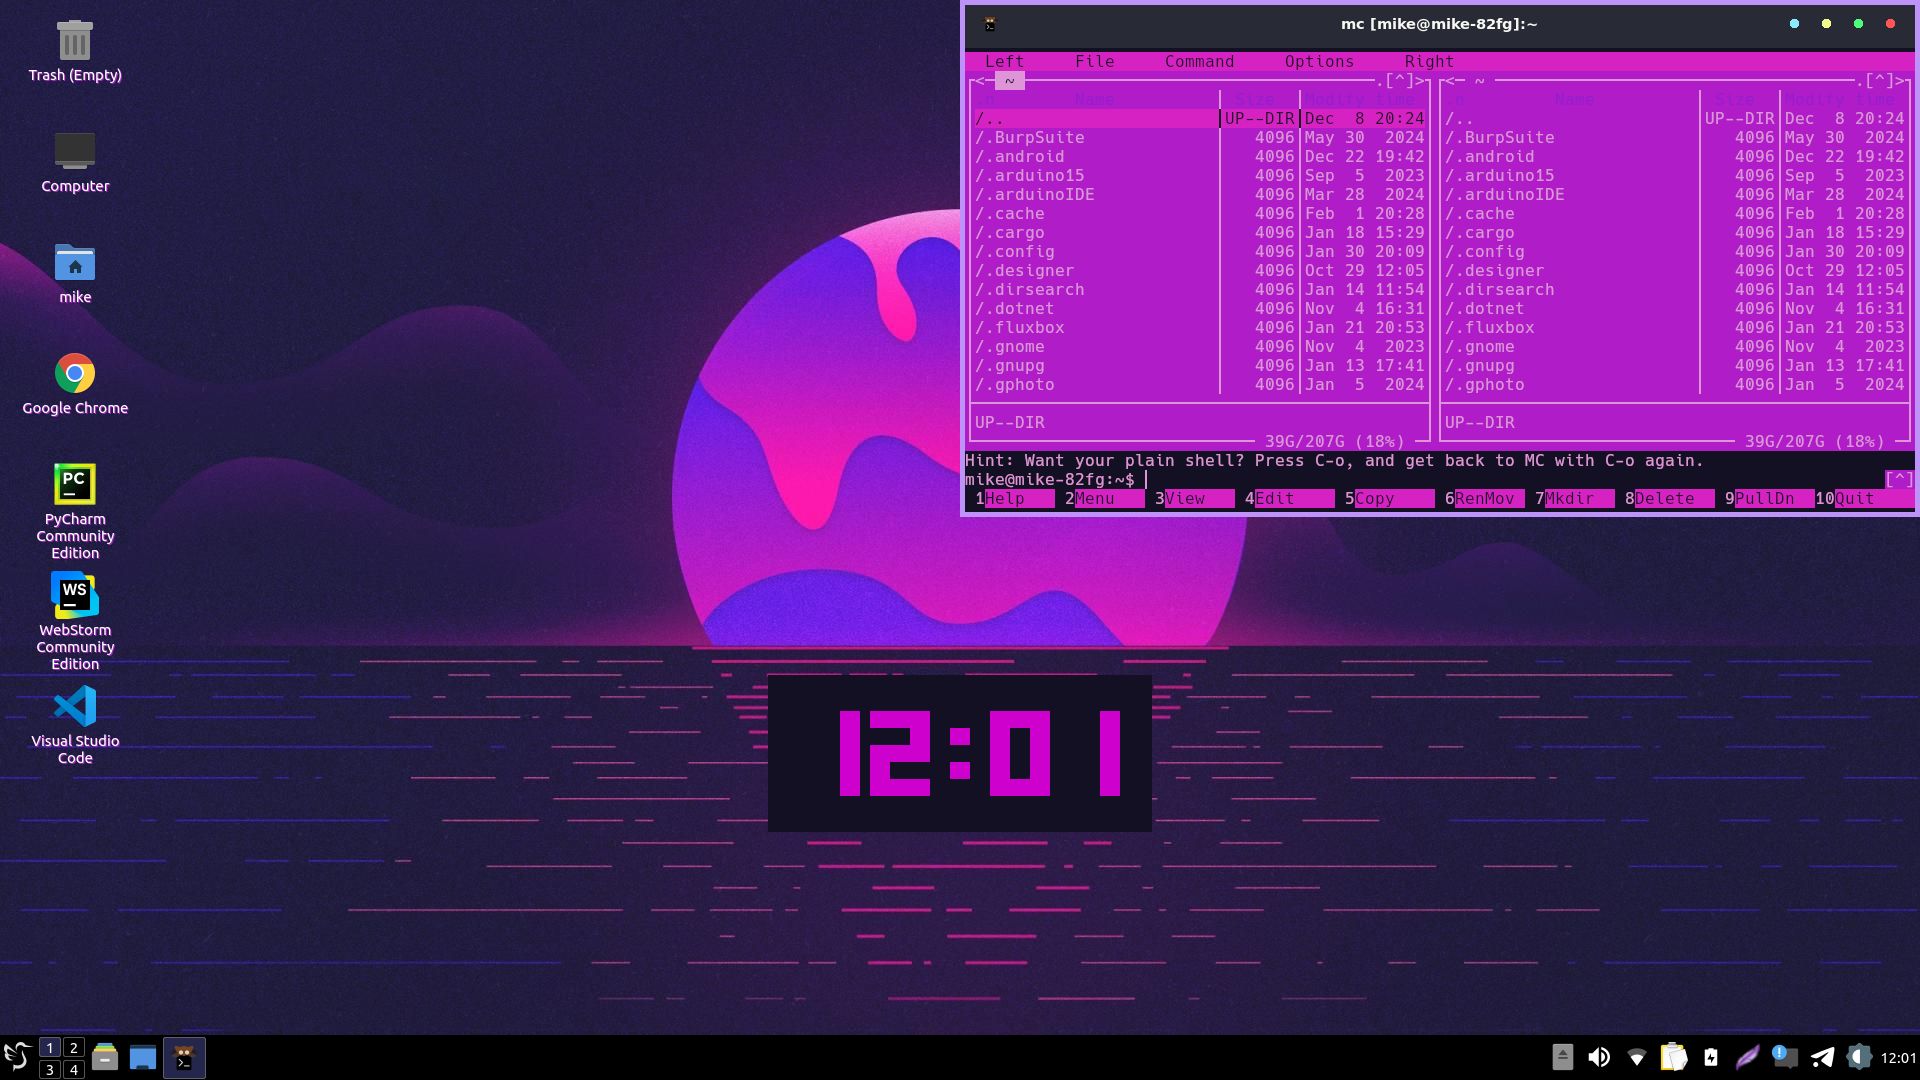 Trash (Empty)
Computer
mike
Google Chrome
PC
PyCharm
Community
Edition
WS
WebStorm
Community
Edition
Visual Studio
Code
mc [mike@mike-82fg]:~
Left File Command Options Right
<─ ~ .[^]> <─ ~ .[^]>
.n Name Size Modify time .n Name Size Modify time
/.. UP--DIR Dec 8 20:24 /.. UP--DIR Dec 8 20:24
/.BurpSuite 4096 May 30 2024 /.BurpSuite 4096 May 30 2024
/.android 4096 Dec 22 19:42 /.android 4096 Dec 22 19:42
/.arduino15 4096 Sep 5 2023 /.arduino15 4096 Sep 5 2023
/.arduinoIDE 4096 Mar 28 2024 /.arduinoIDE 4096 Mar 28 2024
/.cache 4096 Feb 1 20:28 /.cache 4096 Feb 1 20:28
/.cargo 4096 Jan 18 15:29 /.cargo 4096 Jan 18 15:29
/.config 4096 Jan 30 20:09 /.config 4096 Jan 30 20:09
/.designer 4096 Oct 29 12:05 /.designer 4096 Oct 29 12:05
/.dirsearch 4096 Jan 14 11:54 /.dirsearch 4096 Jan 14 11:54
/.dotnet 4096 Nov 4 16:31 /.dotnet 4096 Nov 4 16:31
/.fluxbox 4096 Jan 21 20:53 /.fluxbox 4096 Jan 21 20:53
/.gnome 4096 Nov 4 2023 /.gnome 4096 Nov 4 2023
/.gnupg 4096 Jan 13 17:41 /.gnupg 4096 Jan 13 17:41
/.gphoto 4096 Jan 5 2024 /.gphoto 4096 Jan 5 2024
UP--DIR UP--DIR
39G/207G (18%) 39G/207G (18%)
Hint: Want your plain shell? Press C-o, and get back to MC with C-o again.
mike@mike-82fg:~$ [^]
1Help 2Menu 3View 4Edit 5Copy 6RenMov 7Mkdir 8Delete 9PullDn 10Quit
12:01
1 2
3 4
12:01